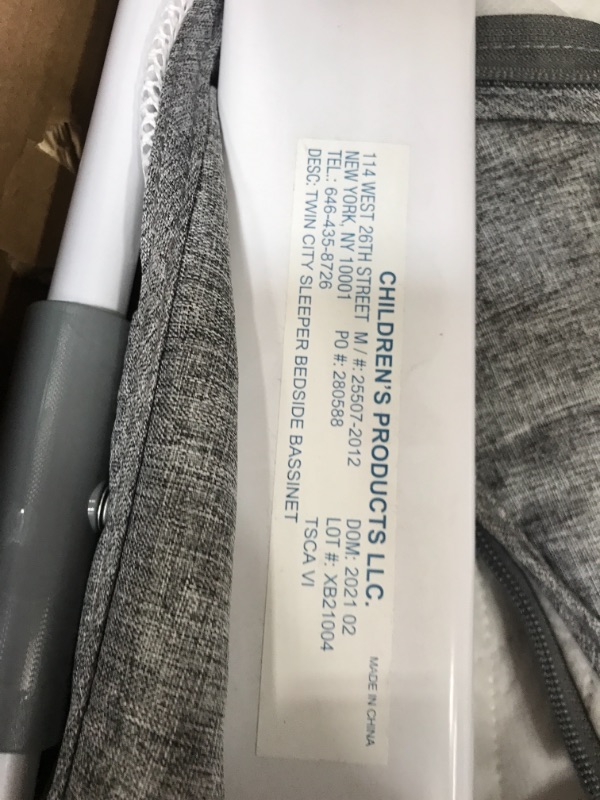 CHILDREN'S PRODUCTS LLC. MADE IN CHINA
114 WEST 26TH STREET M / #: 25507-2012 DOM: 2021 02
NEW YORK, NY 10001 PO #: 280588 LOT #: XB21004
TEL.: 646-435-8726
DESC: TWIN CITY SLEEPER BEDSIDE BASSINET TSCA VI